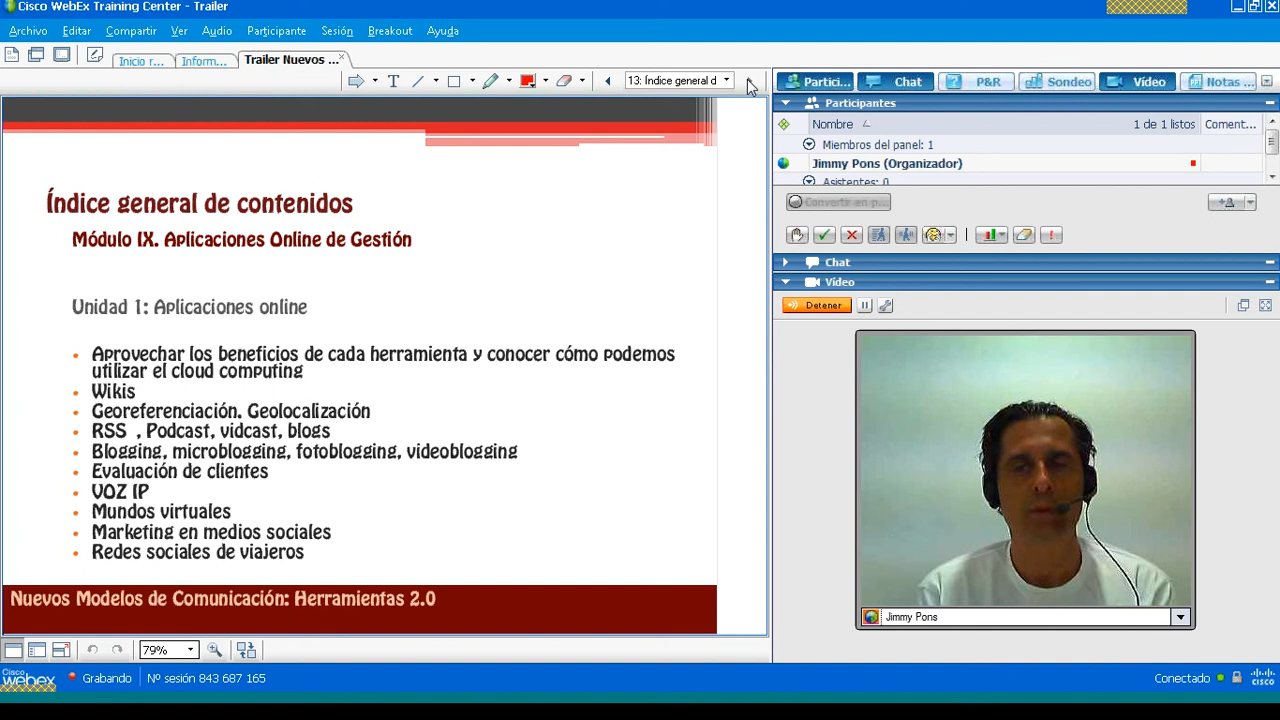 Cisco WebEx Training Center - Trailer
Archivo Editar Compartir Ver Audio Participante Sesión Breakout Ayuda
Inicio r... Inform... Trailer Nuevos ...
T 13: Índice general d
Partici... Chat P&R Sondeo Vídeo Notas ...
Participantes
Nombre 1 de 1 listos Coment...
Miembros del panel: 1
Jimmy Pons (Organizador)
Asistentes: 0
Convertir en p...
Chat
Vídeo
Detener
Jimmy Pons
Índice general de contenidos
Módulo IX. Aplicaciones Online de Gestión
Unidad 1: Aplicaciones online
• Aprovechar los beneficios de cada herramienta y conocer cómo podemos
utilizar el cloud computing
• Wikis
• Georeferenciación. Geolocalización
• RSS , Podcast, vidcast, blogs
• Blogging, microblogging, fotoblogging, videoblogging
• Evaluación de clientes
• VOZ IP
• Mundos virtuales
• Marketing en medios sociales
• Redes sociales de viajeros
Nuevos Modelos de Comunicación: Herramientas 2.0
79%
Cisco webex Grabando Nº sesión 843 687 165 Conectado cisco